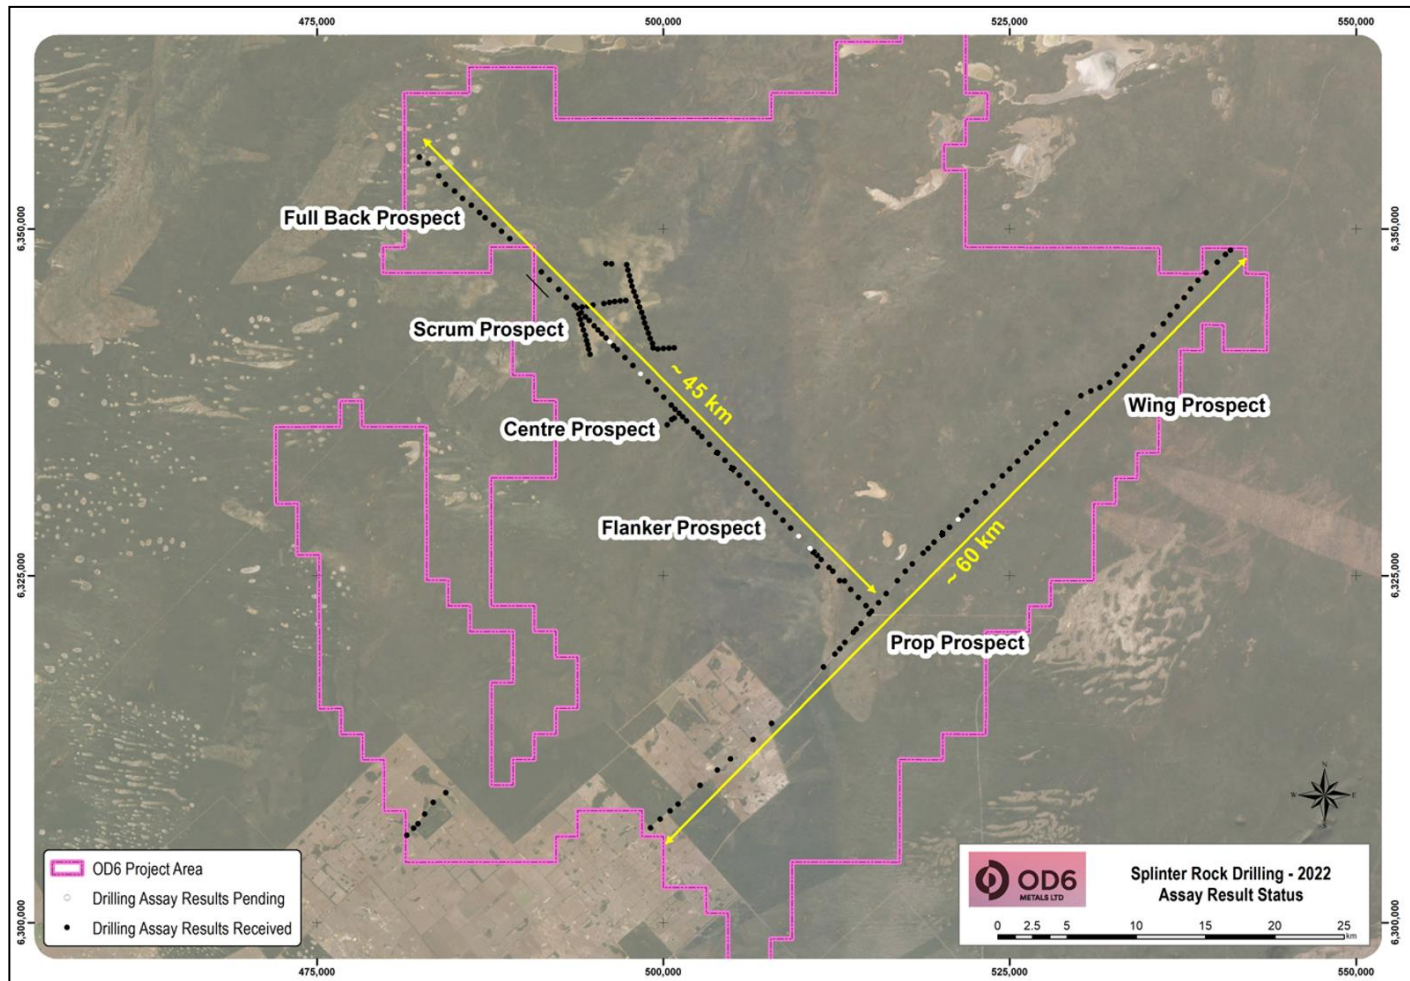 475,000
500,000
525,000
550,000
6,350,000
6,350,000
Full Back Prospect
Scrum Prospect
~ 45 km
Wing Prospect
Centre Prospect
Flanker Prospect
~ 60 km
6,325,000
6,325,000
Prop Prospect
N
W
E
S
OD6 Project Area
Drilling Assay Results Pending
Drilling Assay Results Received
OD6
METALS LTD
Splinter Rock Drilling - 2022
Assay Result Status
0 5 10 15 20 25
km
6,300,000
6,300,000
475,000
500,000
525,000
550,000